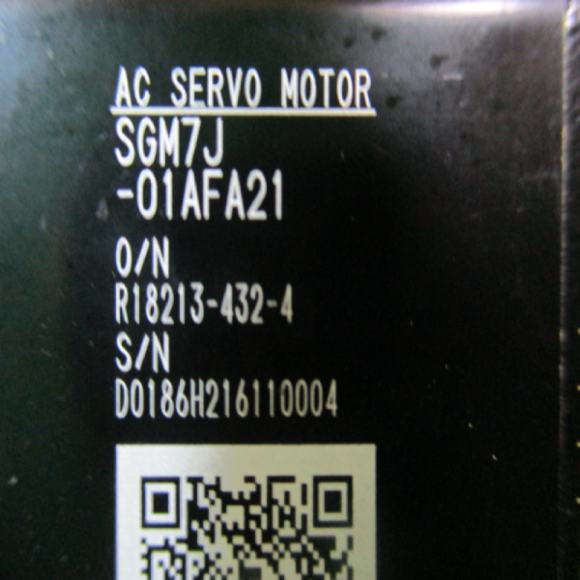 AC SERVO MOTOR
SGM7J
-01AFA21
O/N
R18213-432-4
S/N
D0186H216110004